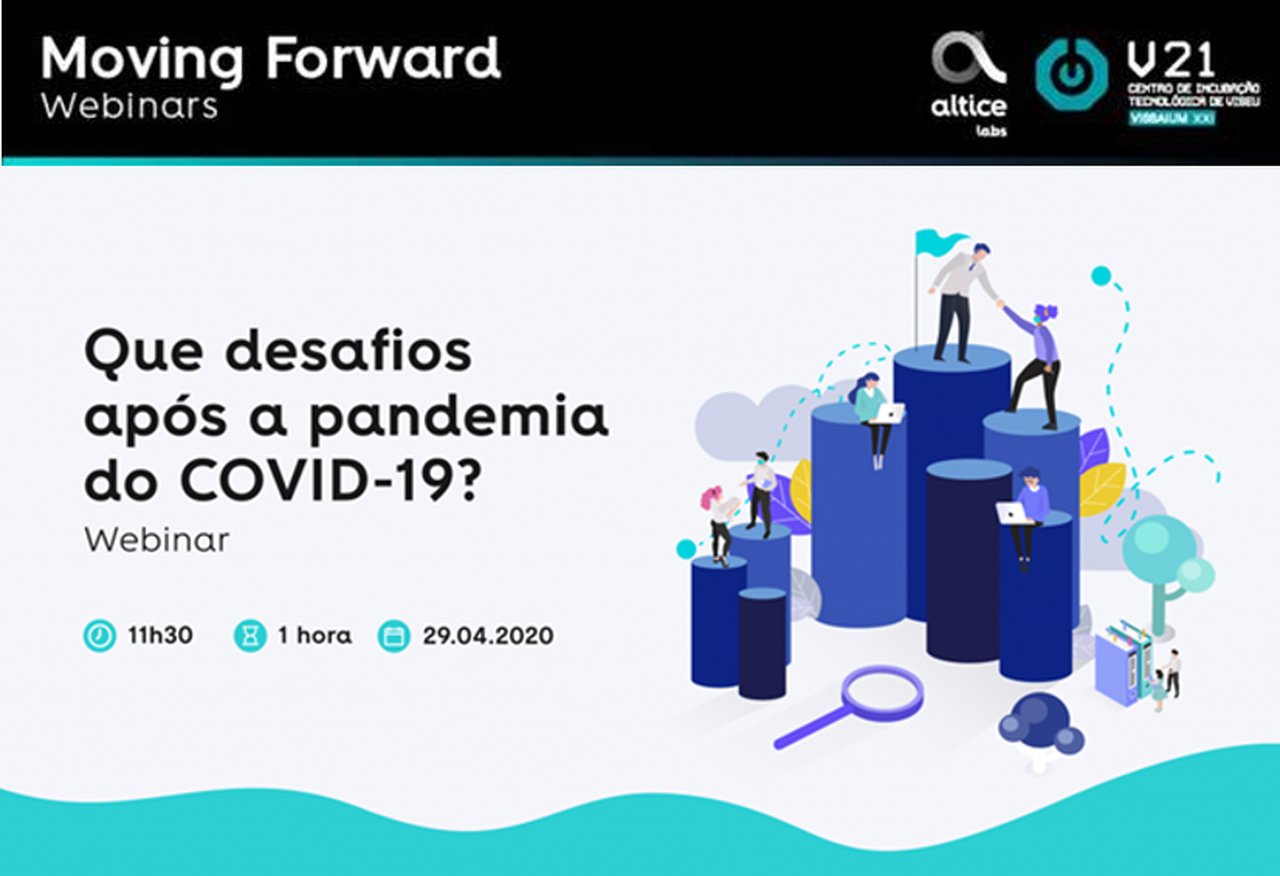 Moving Forward
Webinars
altice
labs
V21
CENTRO DE INCUBAÇÃO
TECNOLÓGICA DE VISEU
VISSAIUM XXI
Que desafios
após a pandemia
do COVID-19?
Webinar
11h30
1 hora
29.04.2020